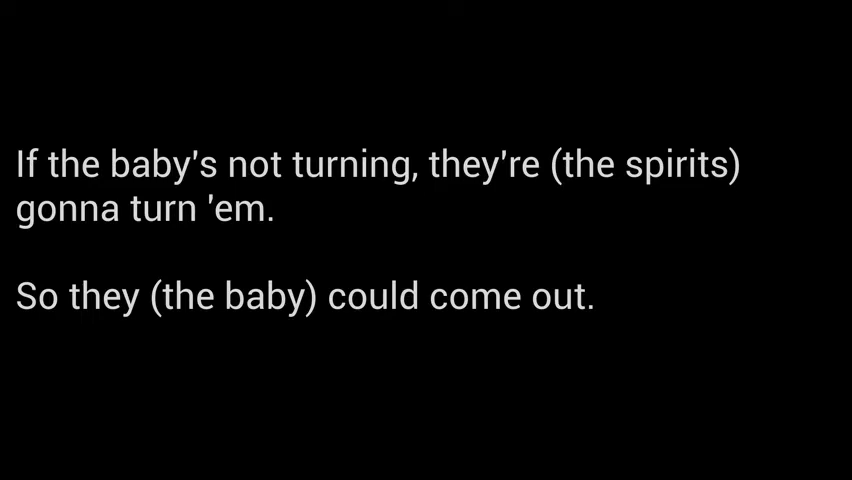 If the baby's not turning, they're (the spirits)
gonna turn 'em.
So they (the baby) could come out.